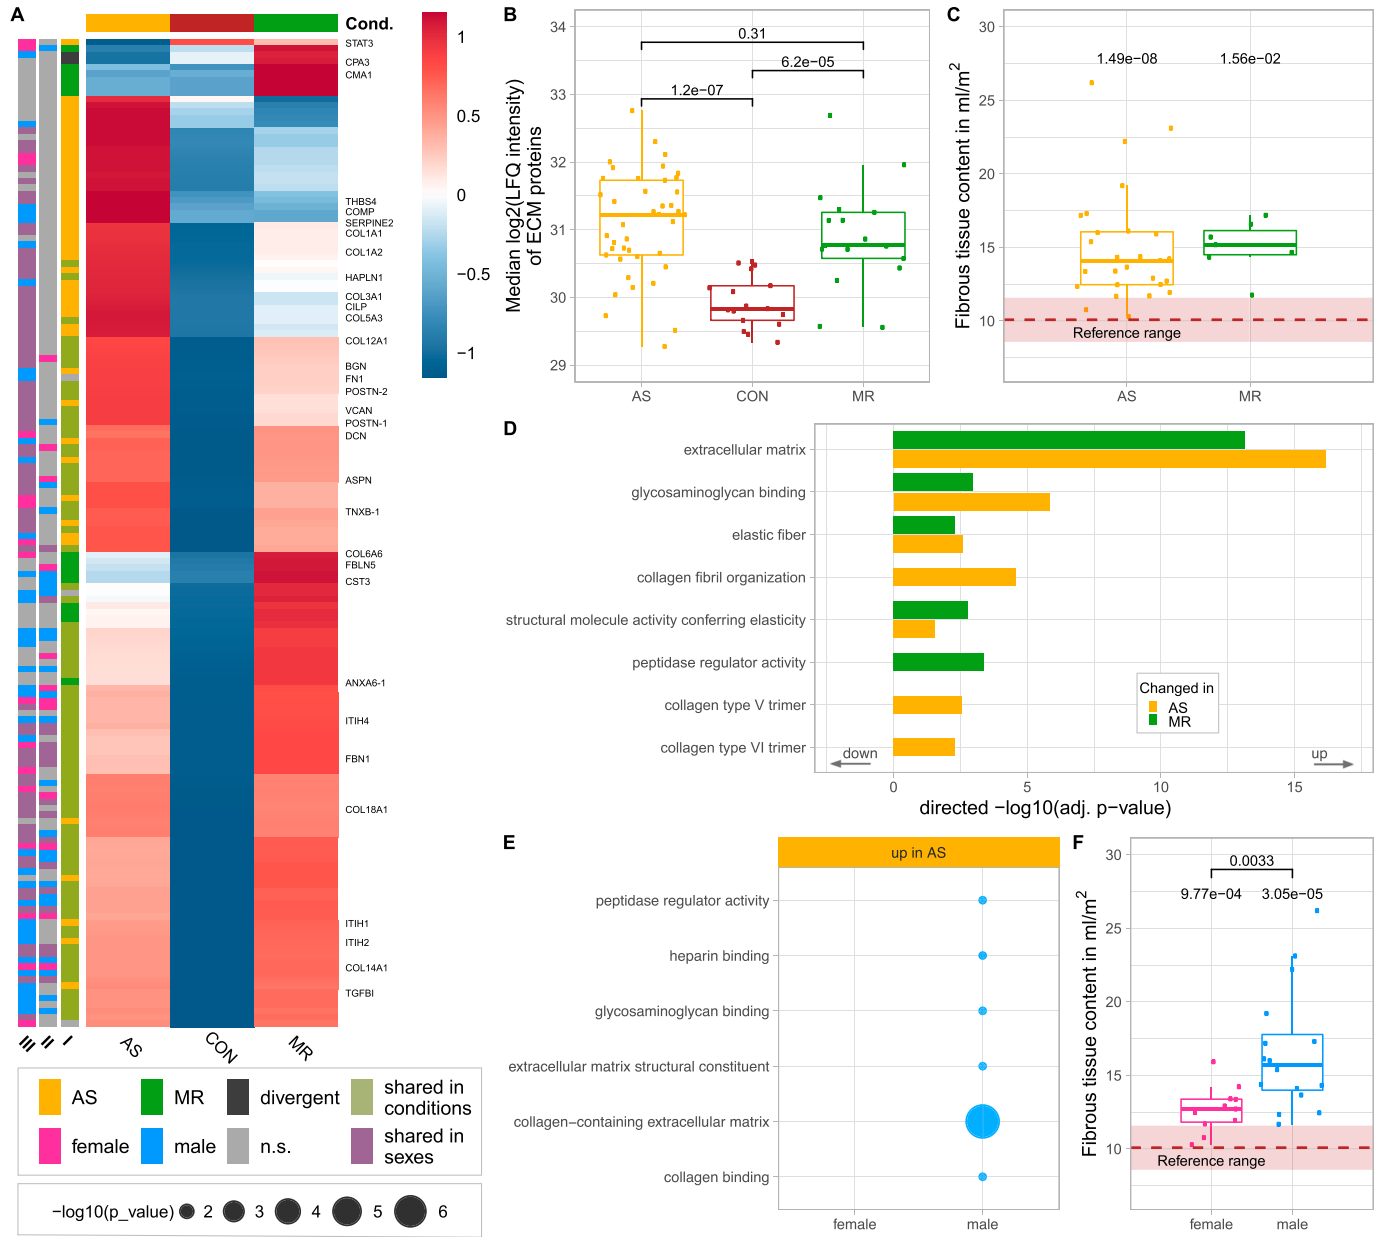 A
Cond.
STAT3
CPA3
CMA1
THBS4
COMP
SERPINE2
COL1A1
COL1A2
HAPLN1
COL3A1
CILP
COL5A3
COL12A1
BGN
FN1
POSTN-2
VCAN
POSTN-1
DCN
ASPN
TNXB-1
COL6A6
FBLN5
CST3
ANXA6-1
ITIH4
FBN1
COL18A1
ITIH1
ITIH2
COL14A1
TGFBI
1
0.5
0
−0.5
−1
III
II
I
AS
CON
MR
AS
MR
divergent
shared in
conditions
female
male
n.s.
shared in
sexes
−log10(p_value)
2
3
4
5
6
B
Median log2(LFQ intensity)
of ECM proteins
34
33
32
31
30
29
0.31
6.2e−05
1.2e−07
AS
CON
MR
C
Fibrous tissue content in ml/m²
30
25
20
15
10
1.49e−08
1.56e−02
Reference range
AS
MR
D
extracellular matrix
glycosaminoglycan binding
elastic fiber
collagen fibril organization
structural molecule activity conferring elasticity
peptidase regulator activity
collagen type V trimer
collagen type VI trimer
Changed in
AS
MR
down
up
0
5
10
15
directed −log10(adj. p−value)
E
up in AS
peptidase regulator activity
heparin binding
glycosaminoglycan binding
extracellular matrix structural constituent
collagen−containing extracellular matrix
collagen binding
female
male
F
Fibrous tissue content in ml/m²
30
25
20
15
10
0.0033
9.77e−04
3.05e−05
Reference range
female
male